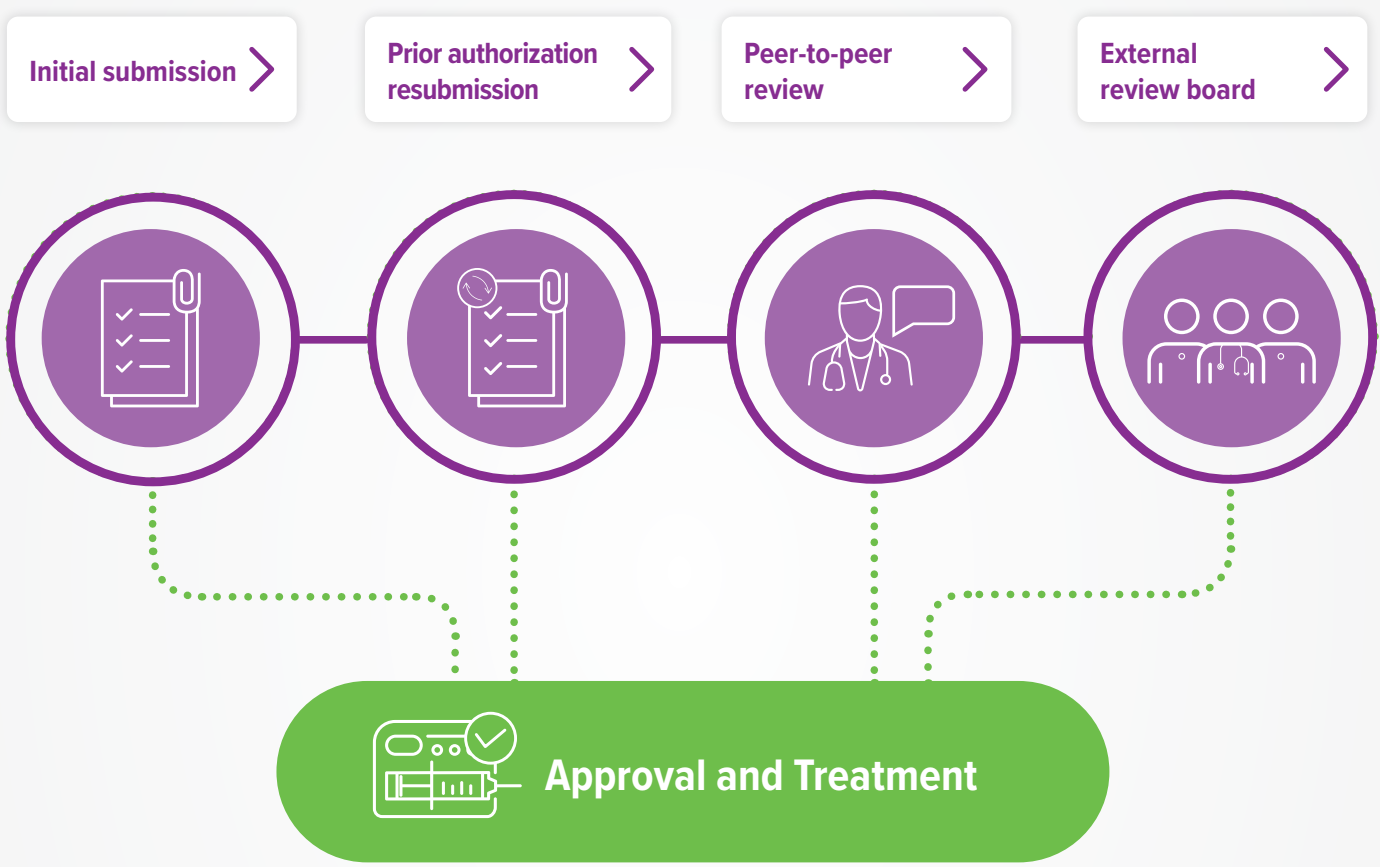 Initial submission
Prior authorization
resubmission
Peer-to-peer
review
External
review board
Approval and Treatment